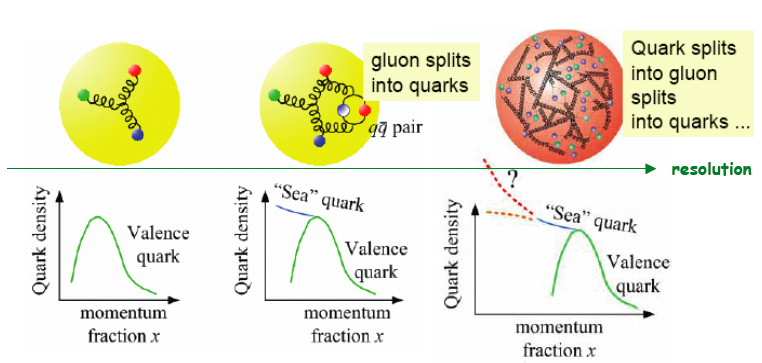 gluon splits
into quarks
qq̄ pair
Quark splits
into gluon
splits
into quarks ...
resolution
Quark density
Valence
quark
momentum
fraction x
Quark density
"Sea" quark
Valence
quark
momentum
fraction x
Quark density
?
"Sea" quark
Valence
quark
momentum
fraction x